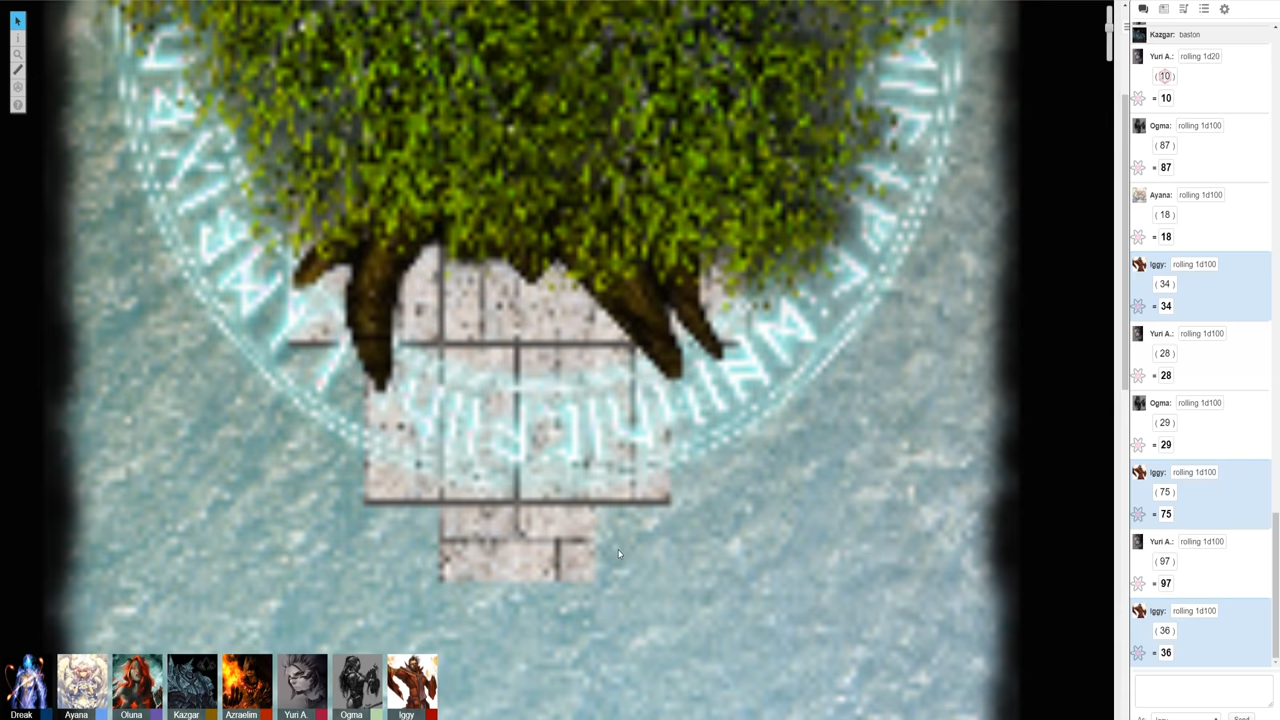 Kazgar: baston
Yuri A.: rolling 1d20
(10)
= 10
Ogma: rolling 1d100
(87)
= 87
Ayana: rolling 1d100
(18)
= 18
Iggy: rolling 1d100
(34)
= 34
Yuri A.: rolling 1d100
(28)
= 28
Ogma: rolling 1d100
(29)
= 29
Iggy: rolling 1d100
(75)
= 75
Yuri A.: rolling 1d100
(97)
= 97
Iggy: rolling 1d100
(36)
= 36
Dreak Ayana Oluna Kazgar Azraelim Yuri A. Ogma Iggy